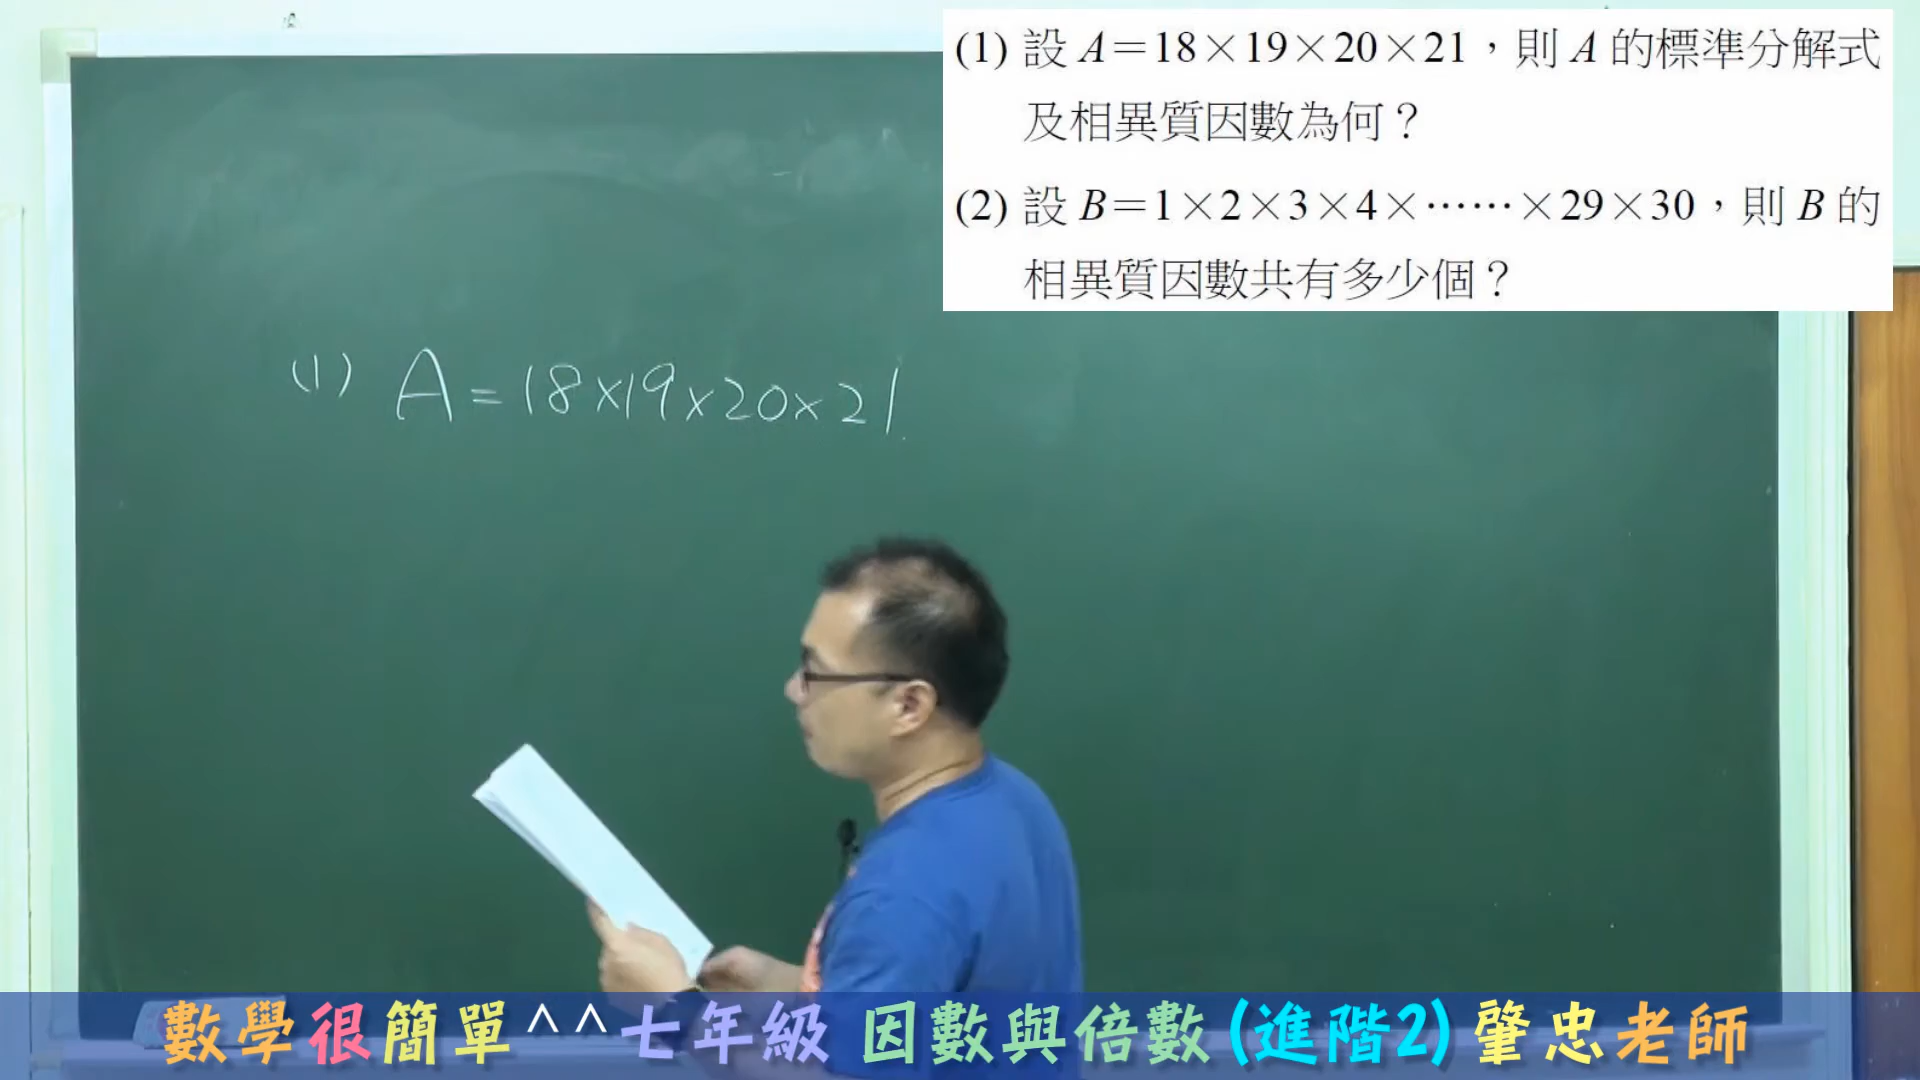 (1) 設 A＝18×19×20×21，則 A 的標準分解式
及相異質因數為何？
(2) 設 B＝1×2×3×4×……×29×30，則 B 的
相異質因數共有多少個？
(1) A=18×19×20×21
數學很簡單^^七年級 因數與倍數(進階2) 肇忠老師